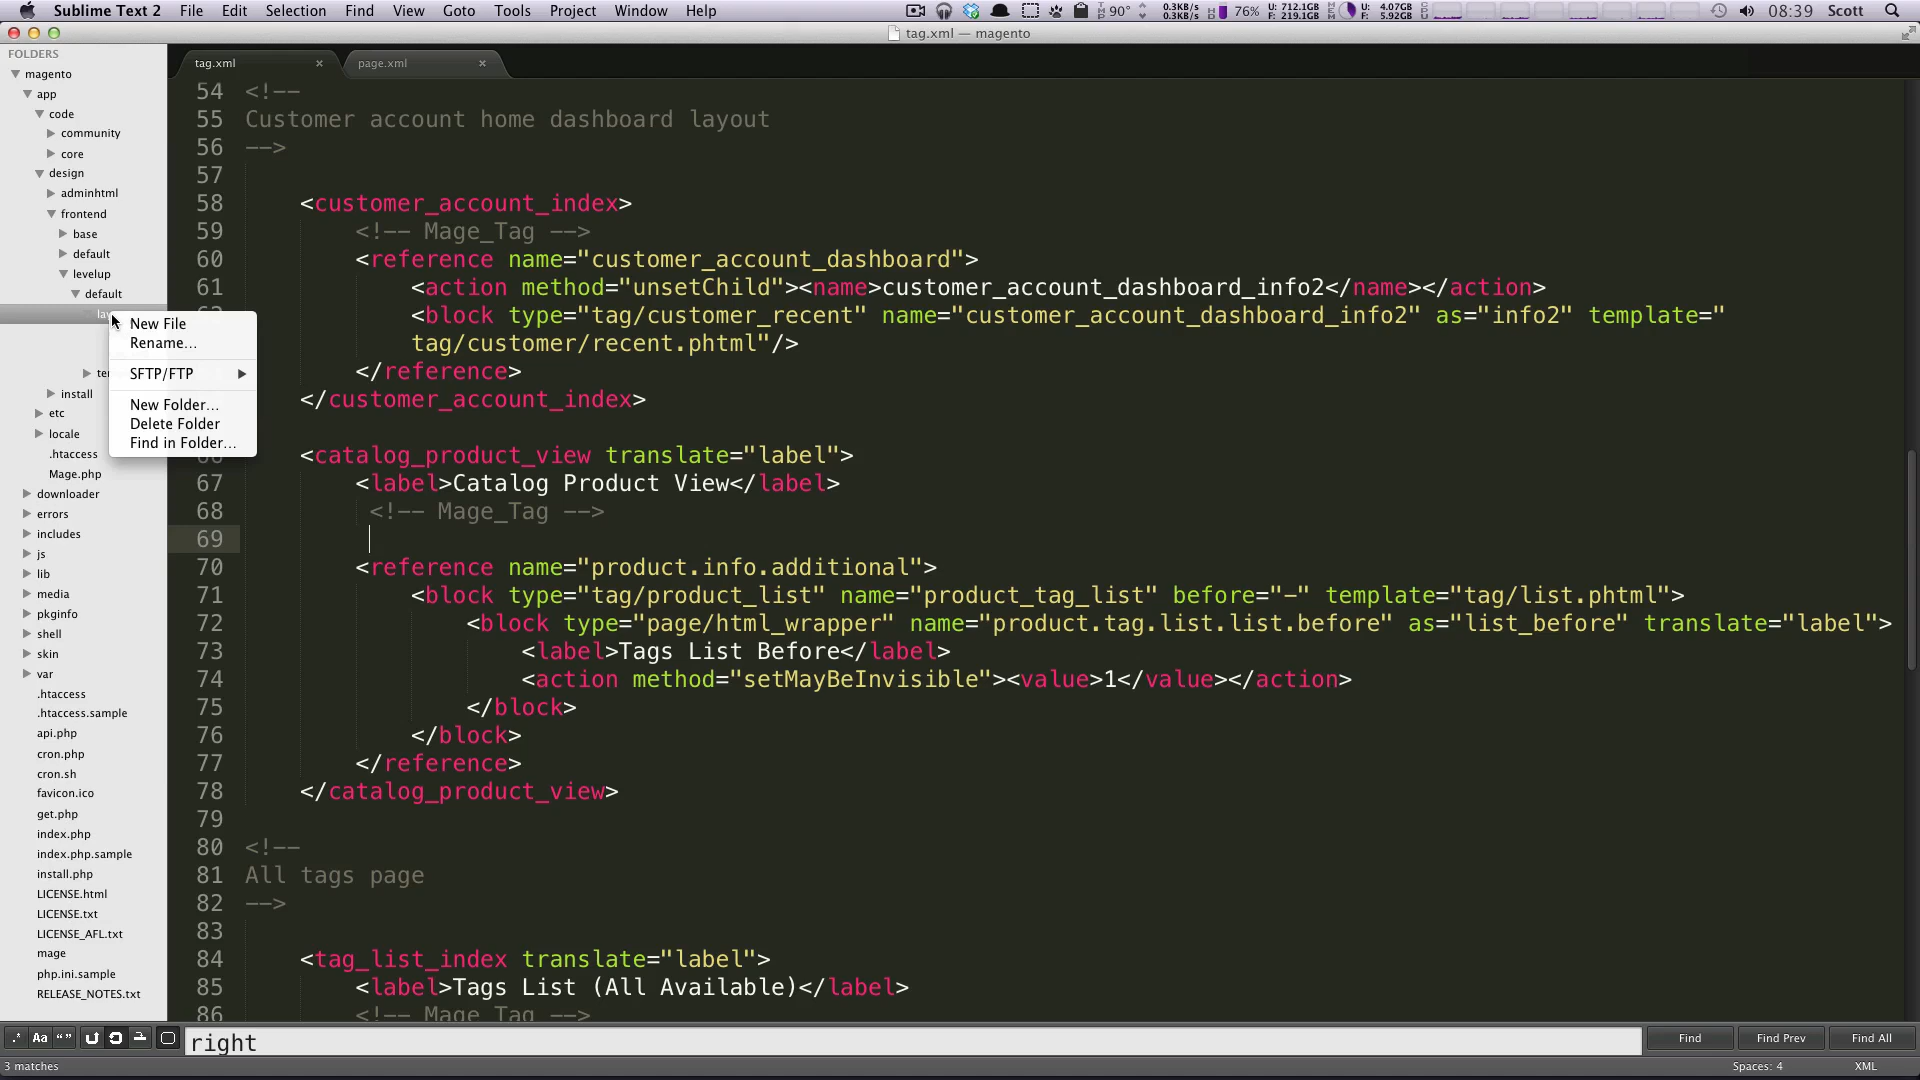 Sublime Text 2 File Edit Selection Find View Goto Tools Project Window Help 90° 0.3KB/s 0.3KB/s 76% U: 712.1GB F: 219.1GB U: 4.07GB F: 5.92GB 08:39 Scott
tag.xml — magento
FOLDERS
magento
app
code
community
core
design
adminhtml
frontend
base
default
levelup
default
lay
install
etc
locale
.htaccess
Mage.php
downloader
errors
includes
js
lib
media
pkginfo
shell
skin
var
.htaccess
.htaccess.sample
api.php
cron.php
cron.sh
favicon.ico
get.php
index.php
index.php.sample
install.php
LICENSE.html
LICENSE.txt
LICENSE_AFL.txt
mage
php.ini.sample
RELEASE_NOTES.txt
New File
Rename...
SFTP/FTP
New Folder...
Delete Folder
Find in Folder...
tag.xml × page.xml ×
54 <!--
55 Customer account home dashboard layout
56 -->
57
58 <customer_account_index>
59 <!-- Mage_Tag -->
60 <reference name="customer_account_dashboard">
61 <action method="unsetChild"><name>customer_account_dashboard_info2</name></action>
<block type="tag/customer_recent" name="customer_account_dashboard_info2" as="info2" template="
tag/customer/recent.phtml"/>
</reference>
</customer_account_index>
<catalog_product_view translate="label">
67 <label>Catalog Product View</label>
68 <!-- Mage_Tag -->
69
70 <reference name="product.info.additional">
71 <block type="tag/product_list" name="product_tag_list" before="-" template="tag/list.phtml">
72 <block type="page/html_wrapper" name="product.tag.list.list.before" as="list_before" translate="label">
73 <label>Tags List Before</label>
74 <action method="setMayBeInvisible"><value>1</value></action>
75 </block>
76 </block>
77 </reference>
78 </catalog_product_view>
79
80 <!--
81 All tags page
82 -->
83
84 <tag_list_index translate="label">
85 <label>Tags List (All Available)</label>
86 <!-- Mage_Tag -->
.* Aa “ ” right Find Find Prev Find All
3 matches Spaces: 4 XML